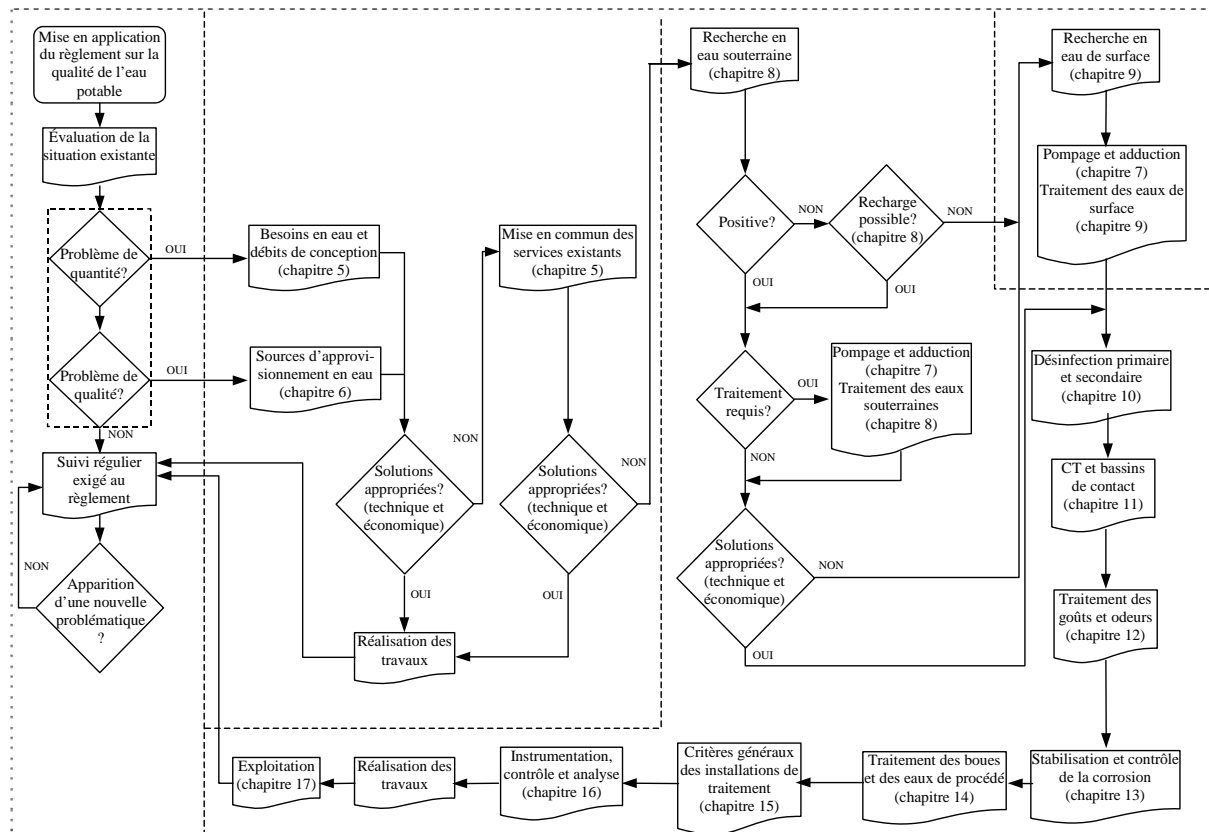 Mise en application
du règlement sur la
qualité de l'eau
potable
Évaluation de la
situation existante
Problème de
quantité?
OUI
Problème de
qualité?
OUI
NON
Suivi régulier
exigé au
règlement
NON
Apparition
d'une nouvelle
problématique
?
Besoins en eau et
débits de conception
(chapitre 5)
Sources d'approvi-
sionnement en eau
(chapitre 6)
Solutions
appropriées?
(technique et
économique)
NON
OUI
Mise en commun des
services existants
(chapitre 5)
Solutions
appropriées?
(technique et
économique)
NON
OUI
Réalisation des
travaux
Recherche en
eau souterraine
(chapitre 8)
Positive?
NON
OUI
Recharge
possible?
(chapitre 8)
NON
OUI
Traitement
requis?
OUI
NON
Pompage et adduction
(chapitre 7)
Traitement des eaux
souterraines
(chapitre 8)
Solutions
appropriées?
(technique et
économique)
NON
OUI
Recherche en
eau de surface
(chapitre 9)
Pompage et adduction
(chapitre 7)
Traitement des eaux de
surface
(chapitre 9)
Désinfection primaire
et secondaire
(chapitre 10)
CT et bassins
de contact
(chapitre 11)
Traitement des
goûts et odeurs
(chapitre 12)
Stabilisation et contrôle
de la corrosion
(chapitre 13)
Traitement des boues
et des eaux de procédé
(chapitre 14)
Critères généraux
des installations de
traitement
(chapitre 15)
Instrumentation,
contrôle et analyse
(chapitre 16)
Réalisation des
travaux
Exploitation
(chapitre 17)